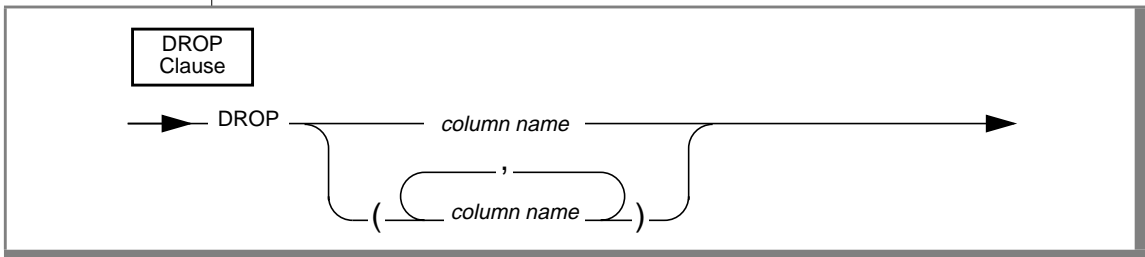 DROP
Clause
DROP column name
,
( column name )